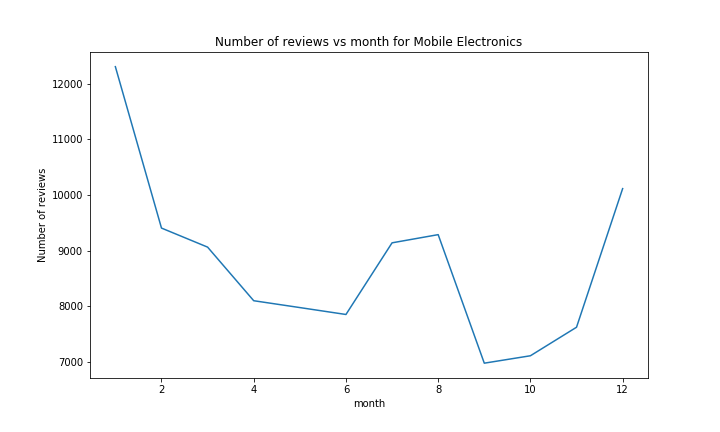 Number of reviews vs month for Mobile Electronics
12000
11000
10000
9000
8000
7000
Number of reviews
2 4 6 8 10 12
month